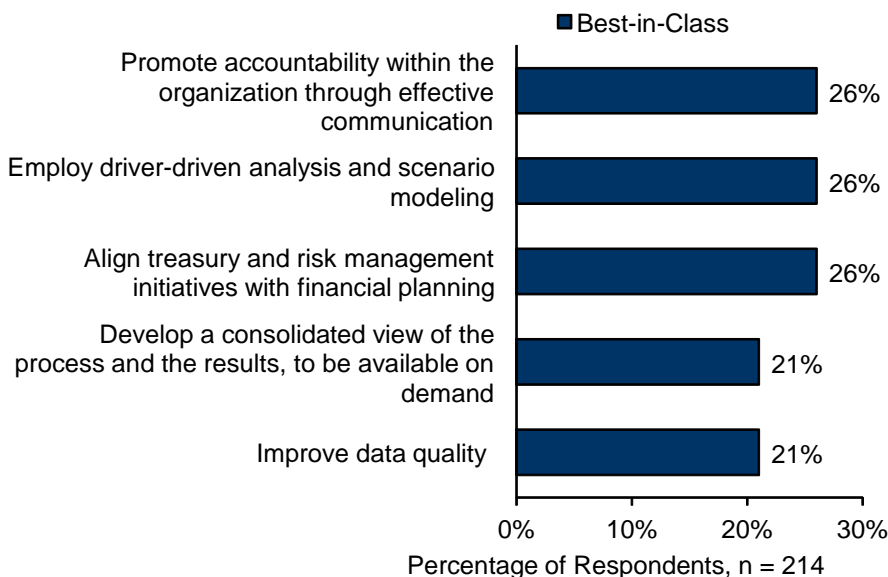 Best-in-Class
Promote accountability within the
organization through effective
communication
26%
Employ driver-driven analysis and scenario
modeling
26%
Align treasury and risk management
initiatives with financial planning
26%
Develop a consolidated view of the
process and the results, to be available on
demand
21%
Improve data quality
21%
0% 10% 20% 30%
Percentage of Respondents, n = 214